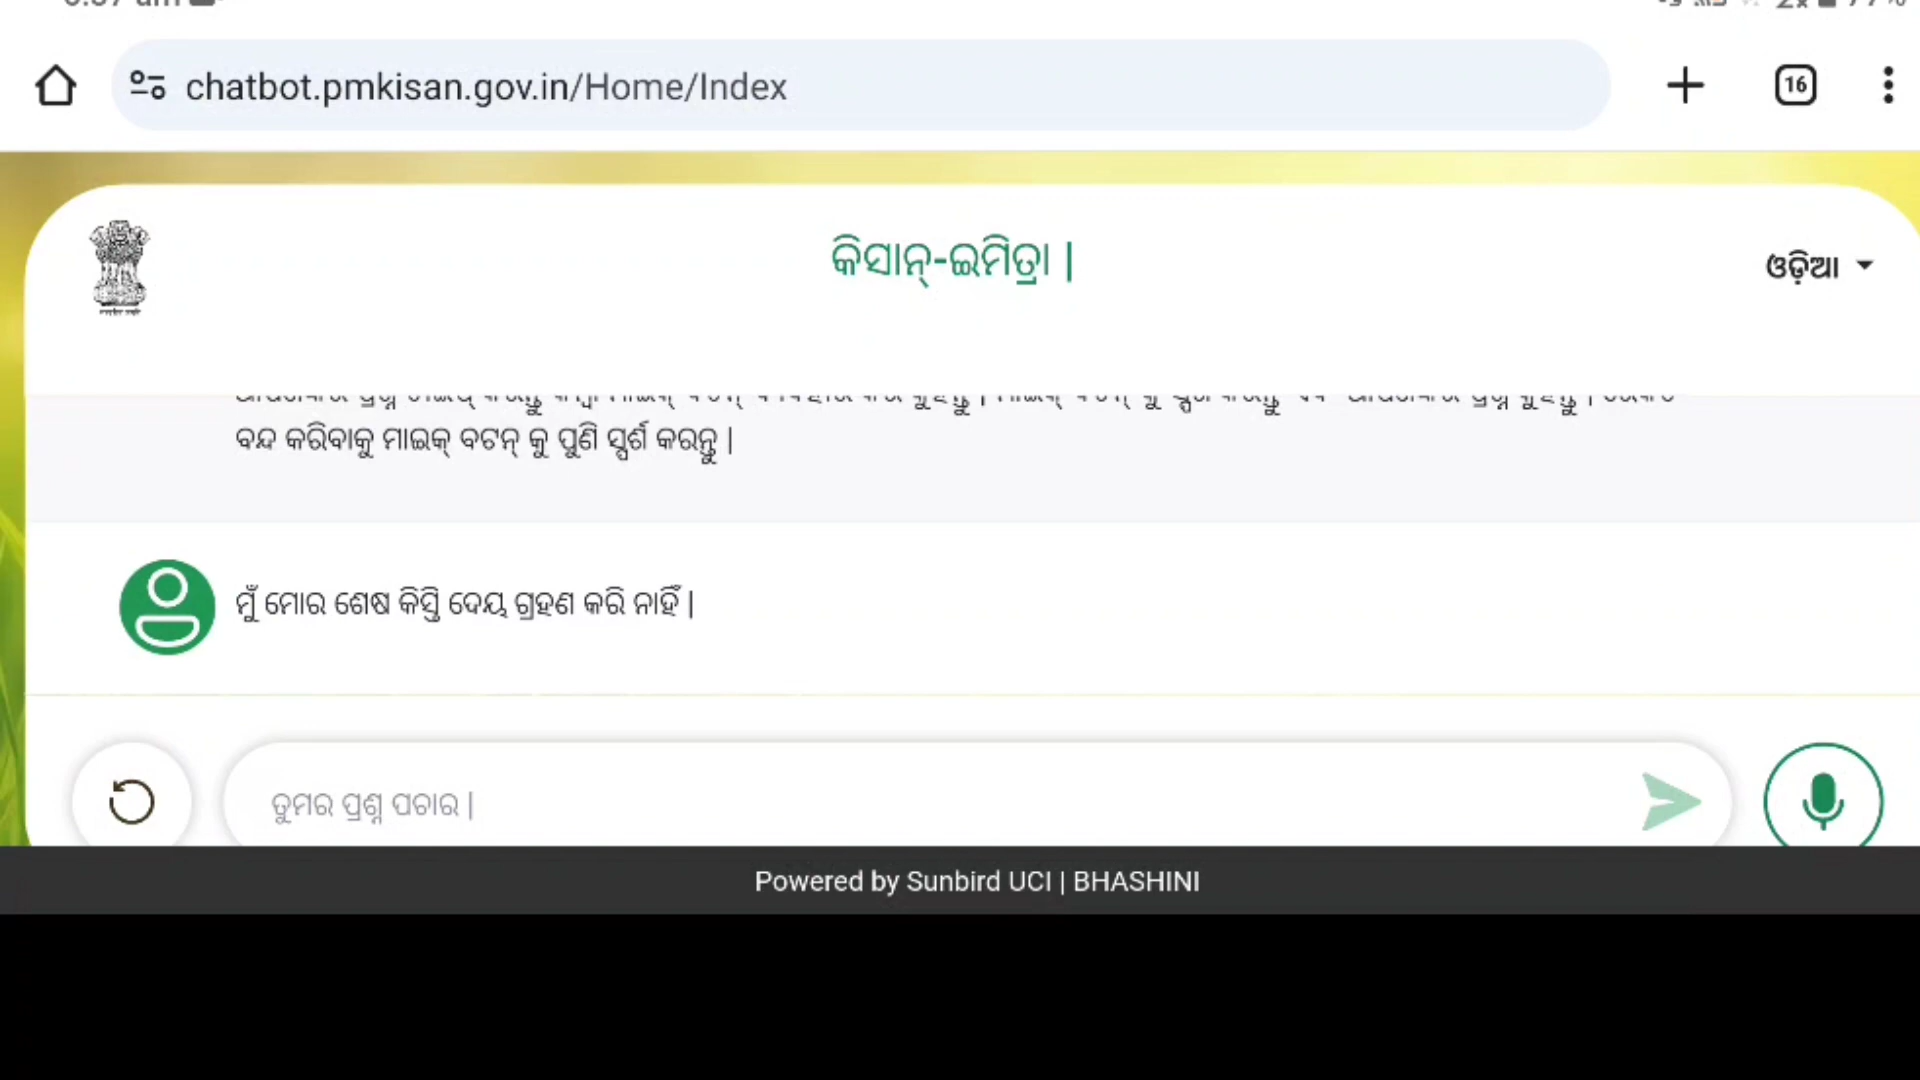 chatbot.pmkisan.gov.in/Home/Index
16
କିସାନ୍-ଇମିତ୍ରା |
ଓଡ଼ିଆ
ବନ୍ଦ କରିବାକୁ ମାଇକ୍ ବଟନ୍ କୁ ପୁଣି ସ୍ପର୍ଶ କରନ୍ତୁ |
ମୁଁ ମୋର ଶେଷ କିସ୍ତି ଦେୟ ଗ୍ରହଣ କରି ନାହିଁ |
ତୁମର ପ୍ରଶ୍ନ ପଚାର |
Powered by Sunbird UCI | BHASHINI